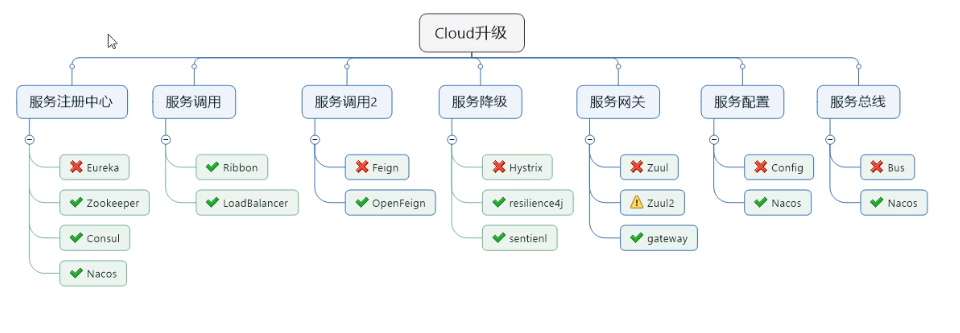 Cloud升级
服务注册中心
服务调用
服务调用2
服务降级
服务网关
服务配置
服务总线
Eureka
Zookeeper
Consul
Nacos
Ribbon
LoadBalancer
Feign
OpenFeign
Hystrix
resilience4j
sentienl
Zuul
Zuul2
gateway
Config
Nacos
Bus
Nacos